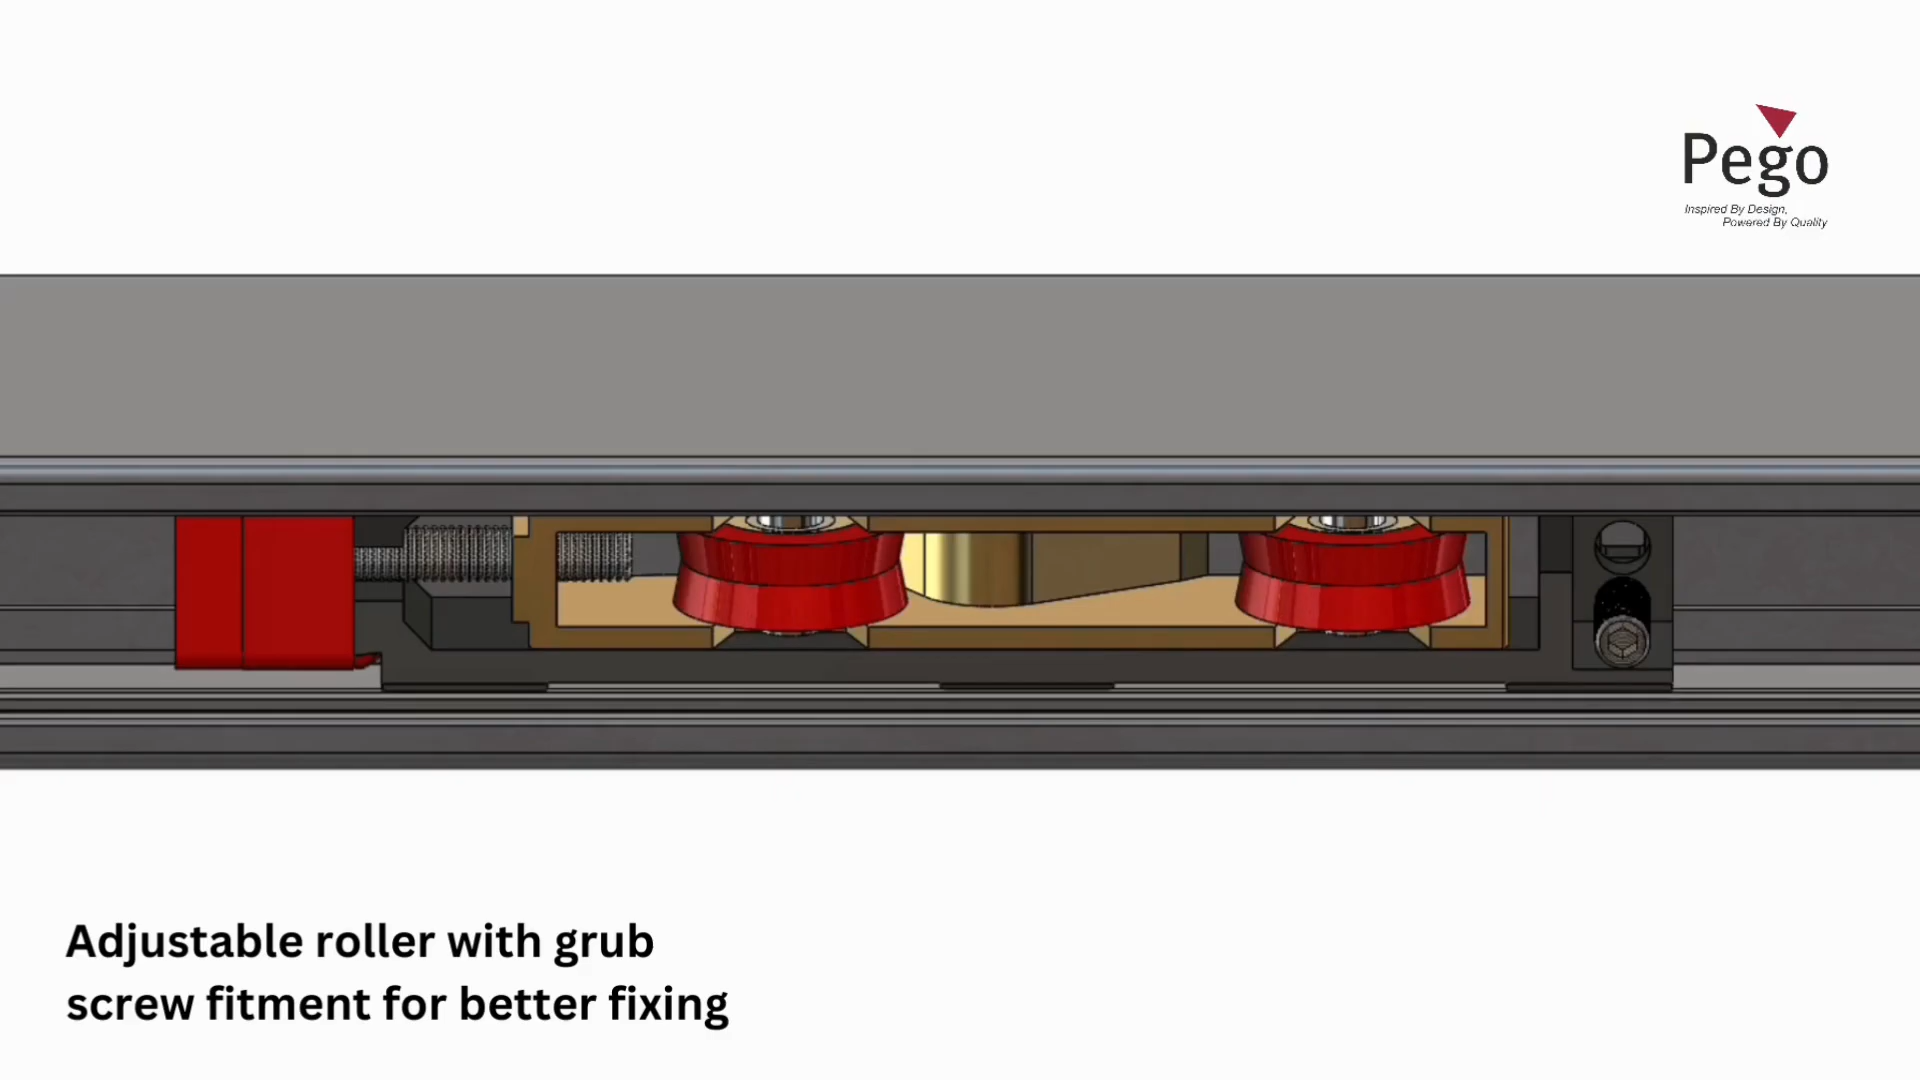 Pego
Inspired By Design,
Powered By Quality
Adjustable roller with grub
screw fitment for better fixing